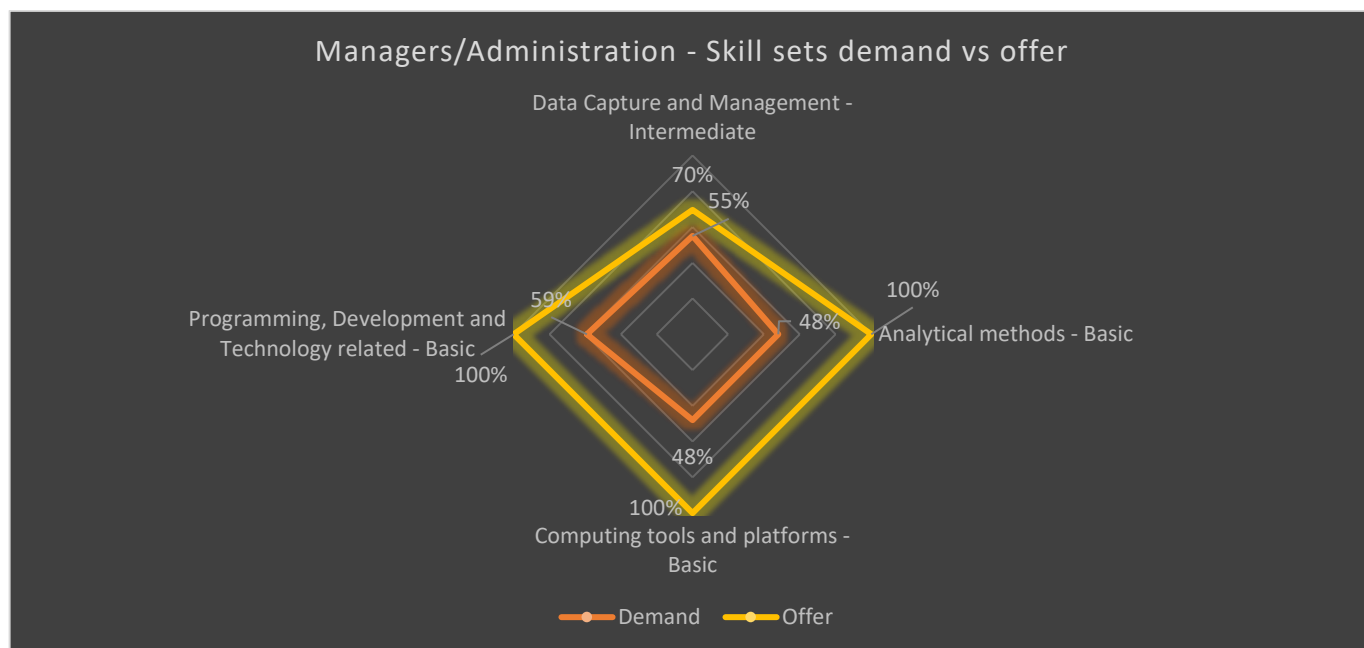 Managers/Administration - Skill sets demand vs offer
Data Capture and Management -
Intermediate
70%
55%
100%
48%
Analytical methods - Basic
59%
Programming, Development and
Technology related - Basic
100%
48%
100%
Computing tools and platforms -
Basic
Demand
Offer